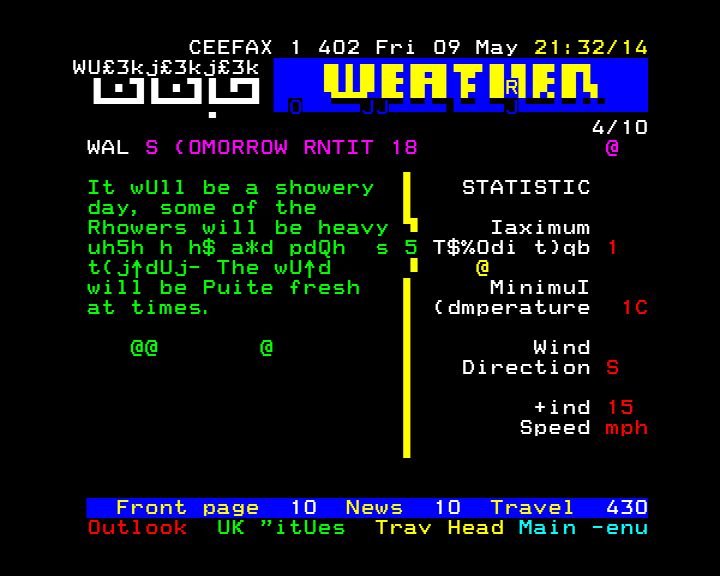 CEEFAX 1 402 Fri 09 May 21:32/14
WU£3kj£3kj£3k
WEATHER
4/10
WAL S (OMORROW RNTIT 18 @
It wUll be a showery
day, some of the
Rhowers will be heavy
uh5h h h$ a*d pdQh s 5
t(j↑dUj- The wU↑d
will be Puite fresh
at times.
@@ @
STATISTIC
Iaximum
T$%Odi t)qb 1
@
MinimuI
(dmperature 1C
Wind
Direction S
+ind 15
Speed mph
Front page 10 News 10 Travel 430
Outlook UK "itUes Trav Head Main -enu